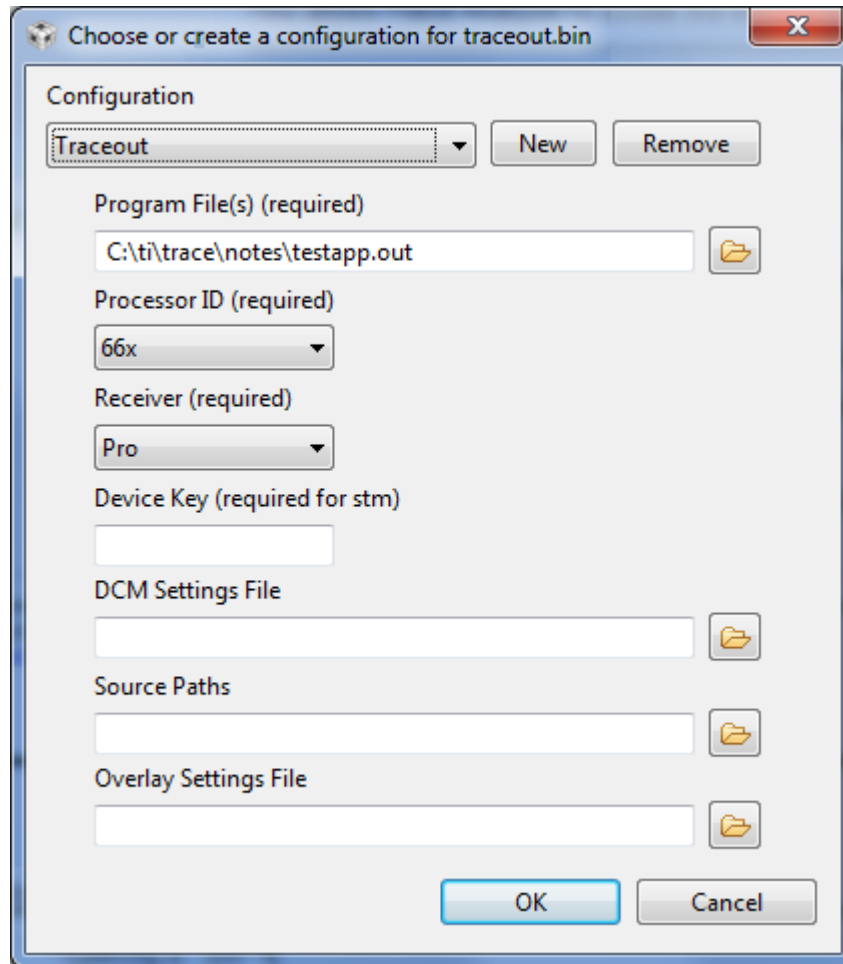 Choose or create a configuration for traceout.bin
Configuration
Traceout New Remove
Program File(s) (required)
C:\ti\trace\notes\testapp.out
Processor ID (required)
66x
Receiver (required)
Pro
Device Key (required for stm)
DCM Settings File
Source Paths
Overlay Settings File
OK Cancel